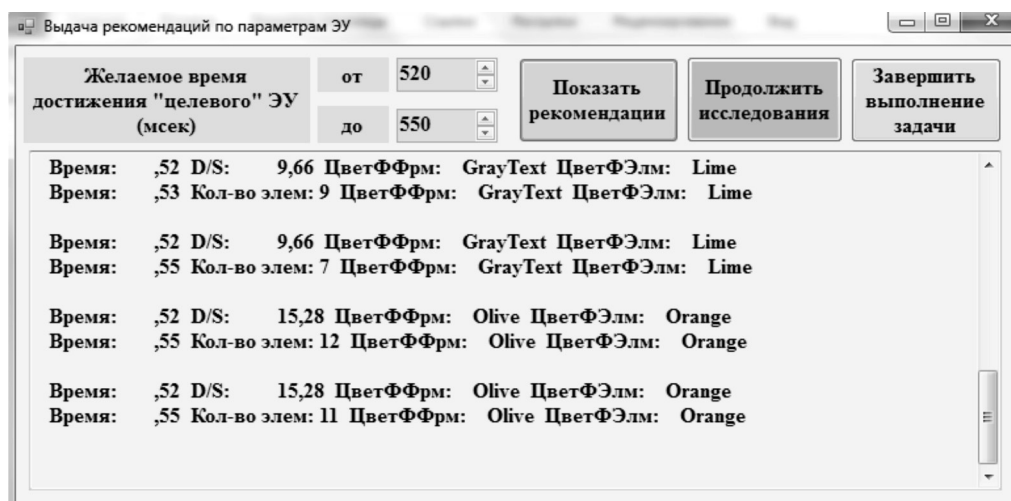 Выдача рекомендаций по параметрам ЭУ
Желаемое время
достижения "целевого" ЭУ
(мсек)
от 520
до 550
Показать
рекомендации
Продолжить
исследования
Завершить
выполнение
задачи
Время: ,52 D/S: 9,66 ЦветФФрм: GrayText ЦветФЭлм: Lime
Время: ,53 Кол-во элем: 9 ЦветФФрм: GrayText ЦветФЭлм: Lime
Время: ,52 D/S: 9,66 ЦветФФрм: GrayText ЦветФЭлм: Lime
Время: ,55 Кол-во элем: 7 ЦветФФрм: GrayText ЦветФЭлм: Lime
Время: ,52 D/S: 15,28 ЦветФФрм: Olive ЦветФЭлм: Orange
Время: ,55 Кол-во элем: 12 ЦветФФрм: Olive ЦветФЭлм: Orange
Время: ,52 D/S: 15,28 ЦветФФрм: Olive ЦветФЭлм: Orange
Время: ,55 Кол-во элем: 11 ЦветФФрм: Olive ЦветФЭлм: Orange